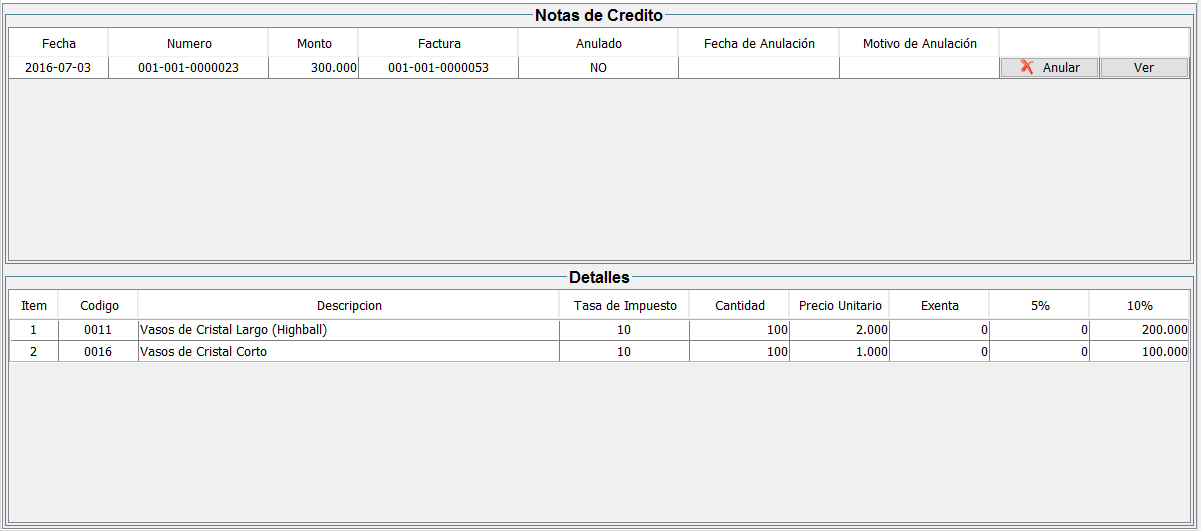 Notas de Credito
Fecha Numero Monto Factura Anulado Fecha de Anulación Motivo de Anulación
2016-07-03 001-001-0000023 300.000 001-001-0000053 NO Anular Ver
Detalles
Item Codigo Descripcion Tasa de Impuesto Cantidad Precio Unitario Exenta 5% 10%
1 0011 Vasos de Cristal Largo (Highball) 10 100 2.000 0 0 200.000
2 0016 Vasos de Cristal Corto 10 100 1.000 0 0 100.000